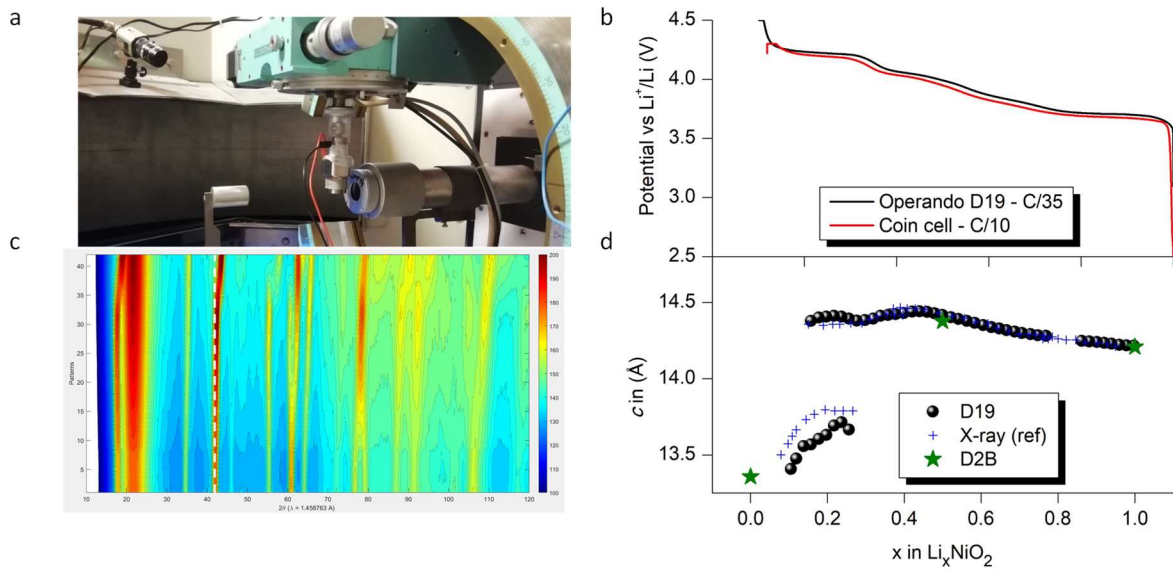 a
b
4.5
4.0
3.5
3.0
2.5
Potential vs Li⁺/Li (V)
Operando D19 - C/35
Coin cell - C/10
c
40
35
30
25
20
15
10
5
Patterns
10 20 30 40 50 60 70 80 90 100 110 120
2θ (λ = 1.458763 A)
200
190
180
170
160
150
140
130
120
110
100
d
14.5
14.0
13.5
c in (Å)
D19
X-ray (ref)
D2B
0.0 0.2 0.4 0.6 0.8 1.0
x in LiₓNiO₂